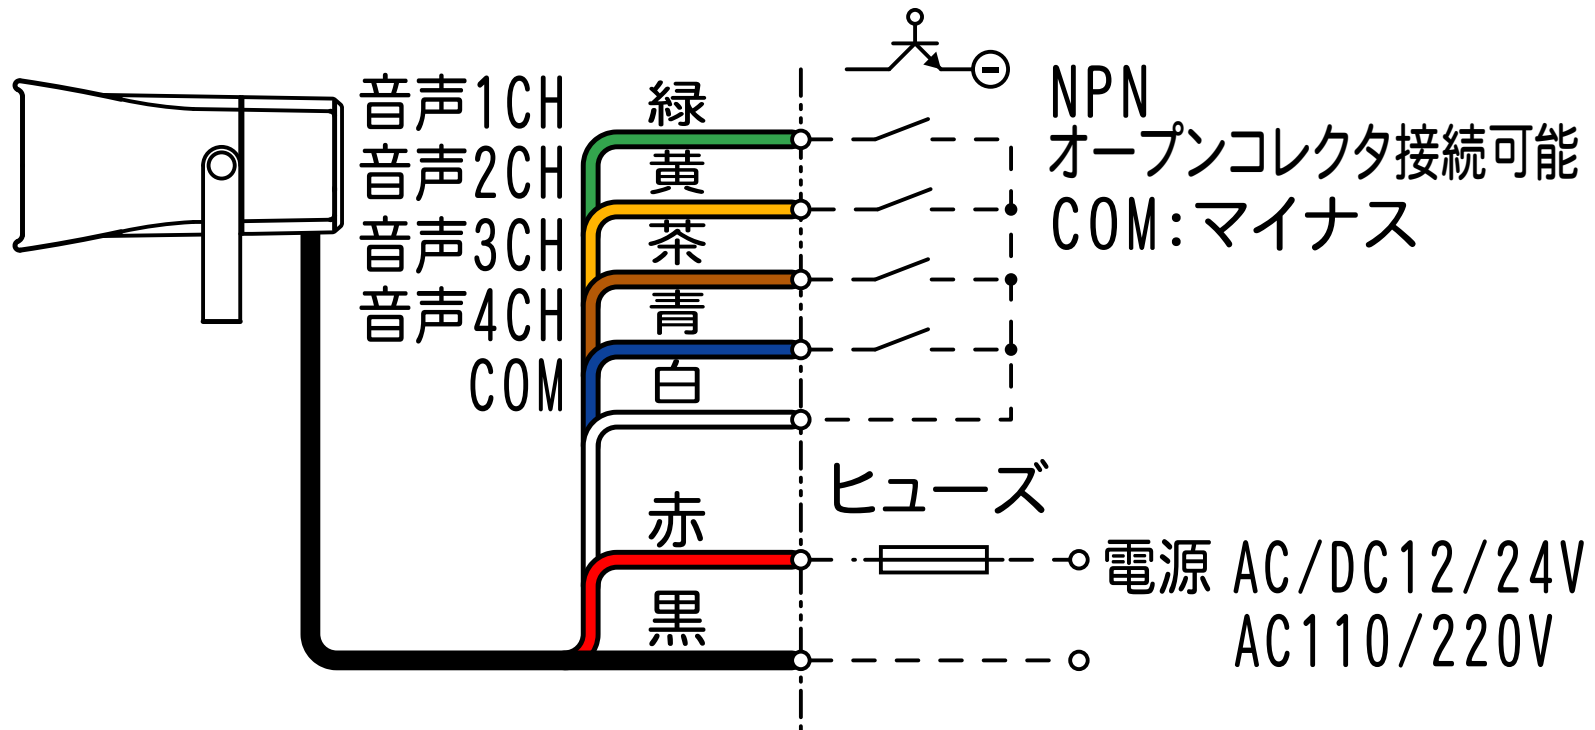 音声1CH
緑
音声2CH
黄
音声3CH
茶
音声4CH
青
COM
白
NPN
オープンコレクタ接続可能
COM:マイナス
ヒューズ
赤
黒
電源 AC/DC12/24V
AC110/220V